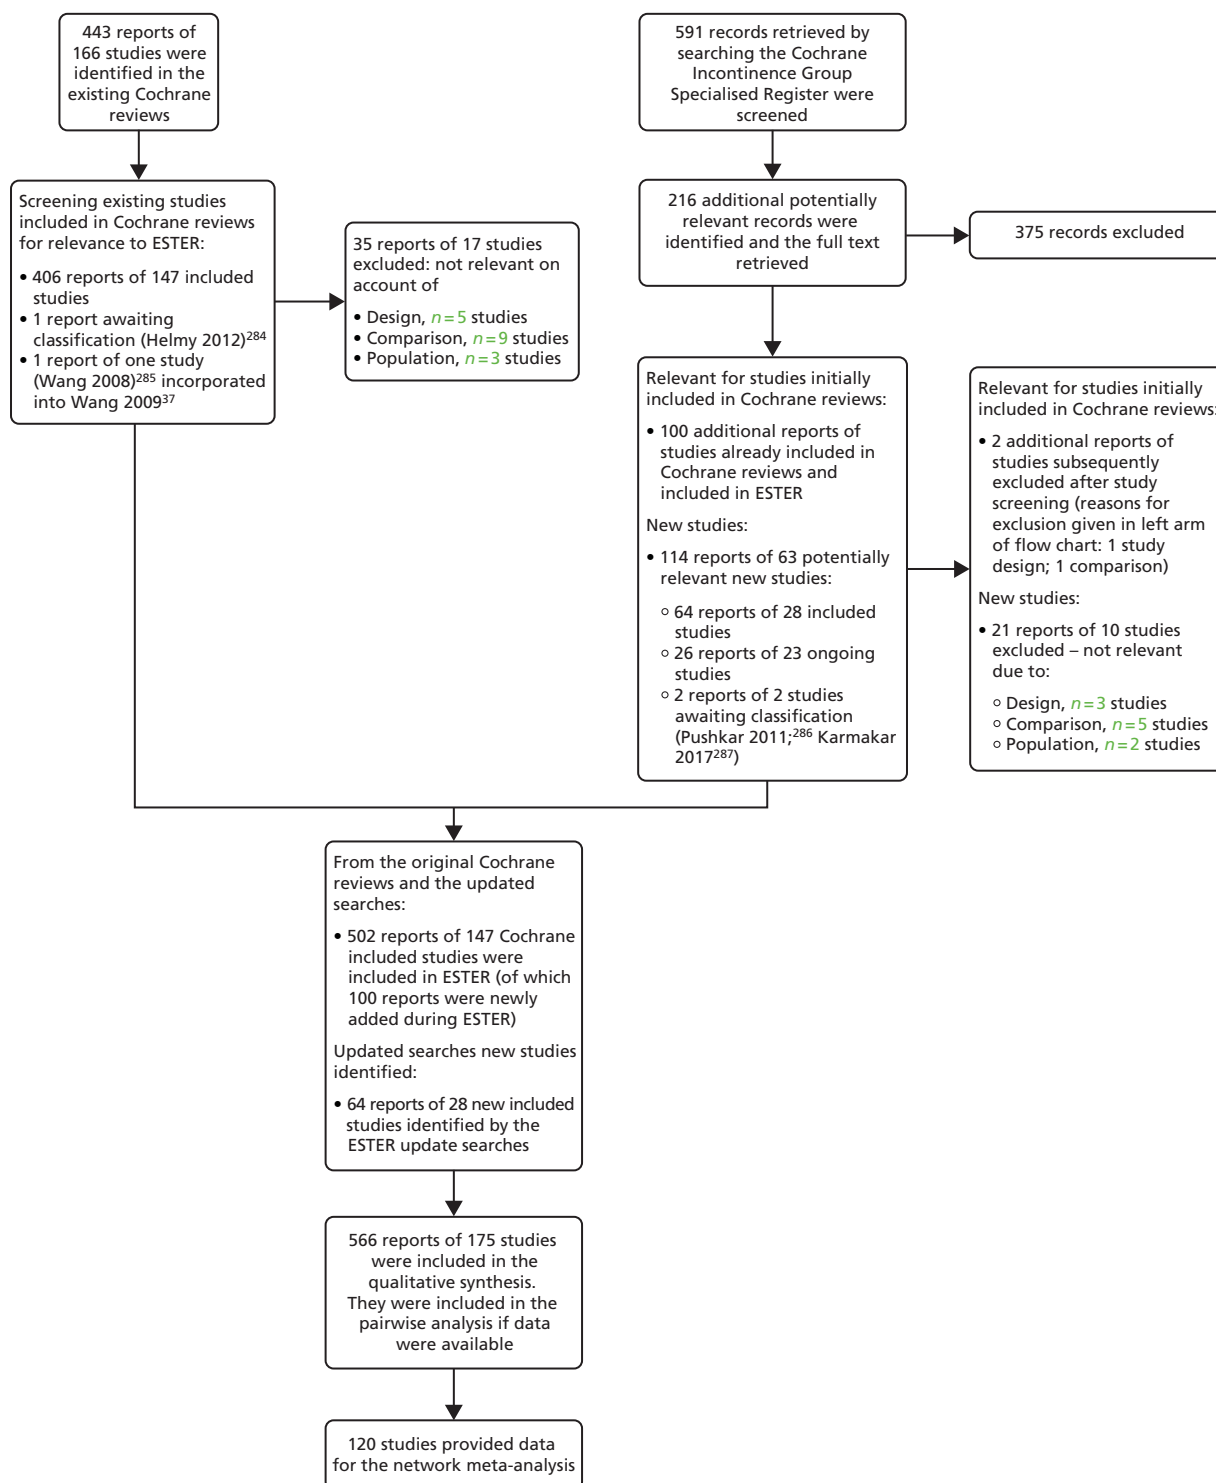 443 reports of
166 studies were
identified in the
existing Cochrane
reviews
591 records retrieved by
searching the Cochrane
Incontinence Group
Specialised Register were
screened
Screening existing studies
included in Cochrane reviews
for relevance to ESTER:
• 406 reports of 147 included
studies
• 1 report awaiting
classification (Helmy 2012)²⁸⁴
• 1 report of one study
(Wang 2008)²⁸⁵ incorporated
into Wang 2009³⁷
35 reports of 17 studies
excluded: not relevant on
account of
• Design, n = 5 studies
• Comparison, n = 9 studies
• Population, n = 3 studies
216 additional potentially
relevant records were
identified and the full text
retrieved
375 records excluded
Relevant for studies initially
included in Cochrane reviews:
• 100 additional reports of
studies already included in
Cochrane reviews and
included in ESTER
New studies:
• 114 reports of 63 potentially
relevant new studies:
○ 64 reports of 28 included
studies
○ 26 reports of 23 ongoing
studies
○ 2 reports of 2 studies
awaiting classification
(Pushkar 2011;²⁸⁶ Karmakar
2017²⁸⁷)
Relevant for studies initially
included in Cochrane reviews:
• 2 additional reports of
studies subsequently
excluded after study
screening (reasons for
exclusion given in left arm
of flow chart: 1 study
design; 1 comparison)
New studies:
• 21 reports of 10 studies
excluded – not relevant
due to:
○ Design, n = 3 studies
○ Comparison, n = 5 studies
○ Population, n = 2 studies
From the original Cochrane
reviews and the updated
searches:
• 502 reports of 147 Cochrane
included studies were
included in ESTER (of which
100 reports were newly
added during ESTER)
Updated searches new studies
identified:
• 64 reports of 28 new included
studies identified by the
ESTER update searches
566 reports of 175 studies
were included in the
qualitative synthesis.
They were included in the
pairwise analysis if data
were available
120 studies provided data
for the network meta-analysis